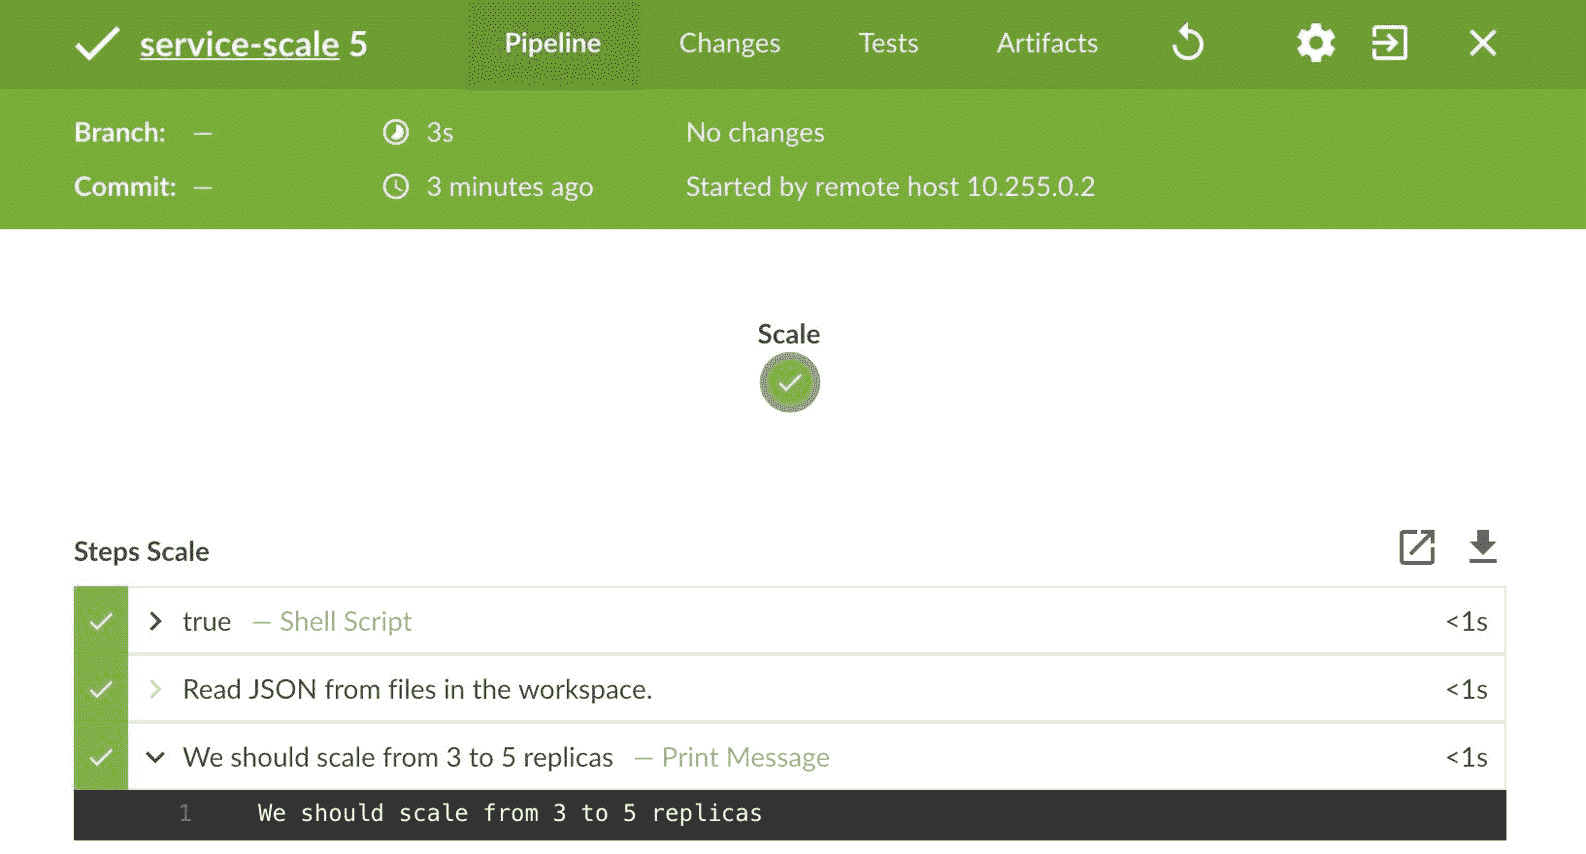 service-scale 5 Pipeline Changes Tests Artifacts
Branch: — 3s No changes
Commit: — 3 minutes ago Started by remote host 10.255.0.2
Scale
Steps Scale
true — Shell Script <1s
Read JSON from files in the workspace. <1s
We should scale from 3 to 5 replicas — Print Message <1s
1 We should scale from 3 to 5 replicas